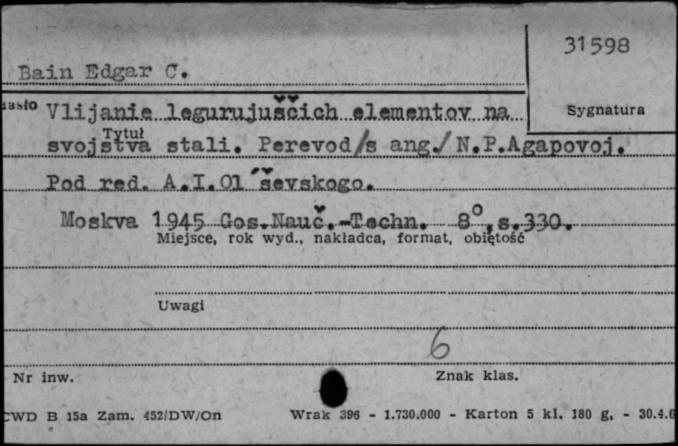 31598
Bain Edgar C.
Sygnatura
Vlijanie legurujuščich elementov na
Tytuł
svojstva stali. Perevod/s ang./ N.P.Agapovoj.
Pod red. A.I.Ol´ševskogo.
Moskva 1945 Gos.Nauč.-Techn. 8°,s.330.
Miejsce, rok wyd., nakładca, format, objętość
Uwagi
6
Nr inw.
Znak klas.
CWD B 15a Zam. 452/DW/On Wrak 396 - 1.730.000 - Karton 5 kl. 180 g, - 30.4.6